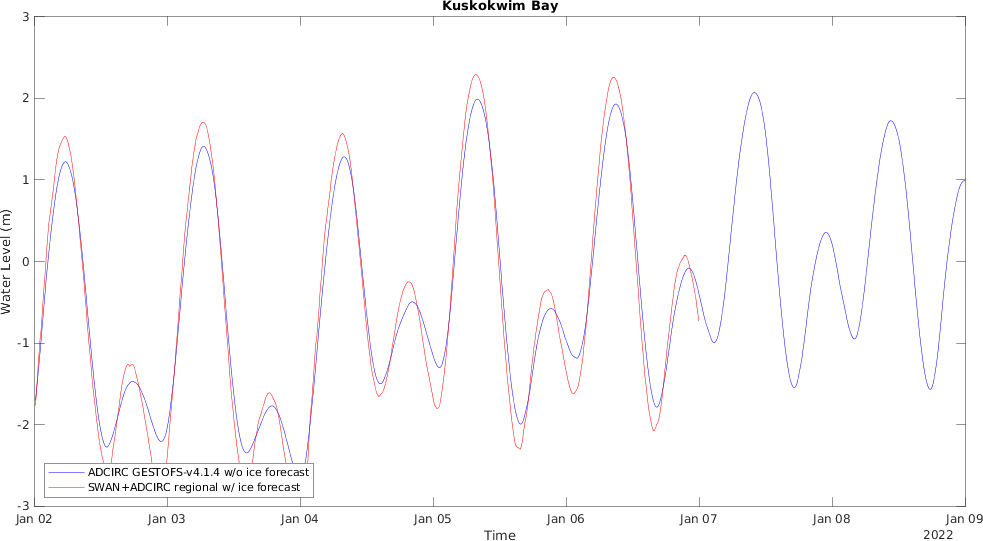 Kuskokwim Bay
3
2
1
0
-1
-2
-3
Water Level (m)
ADCIRC GESTOFS-v4.1.4 w/o ice forecast
SWAN+ADCIRC regional w/ ice forecast
Jan 02 Jan 03 Jan 04 Jan 05 Jan 06 Jan 07 Jan 08 Jan 09
Time
2022